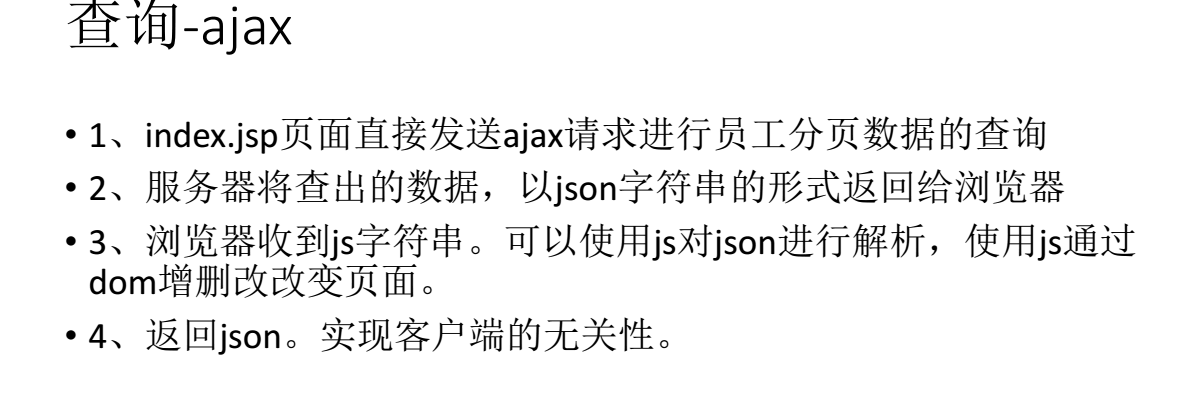 查询-ajax
• 1、index.jsp页面直接发送ajax请求进行员工分页数据的查询
• 2、服务器将查出的数据，以json字符串的形式返回给浏览器
• 3、浏览器收到js字符串。可以使用js对json进行解析，使用js通过
dom增删改改变页面。
• 4、返回json。实现客户端的无关性。